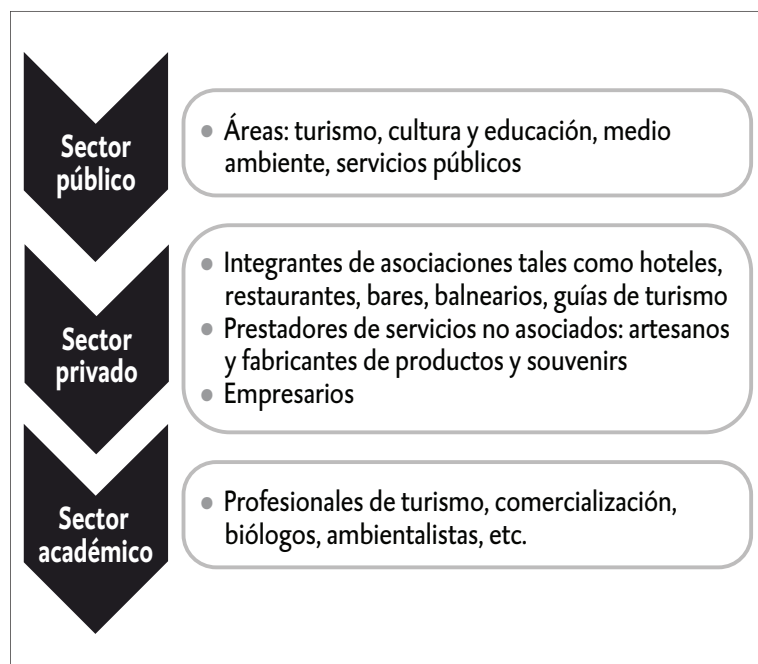 Sector
público
• Áreas: turismo, cultura y educación, medio
ambiente, servicios públicos
Sector
privado
• Integrantes de asociaciones tales como hoteles,
restaurantes, bares, balnearios, guías de turismo
• Prestadores de servicios no asociados: artesanos
y fabricantes de productos y souvenirs
• Empresarios
Sector
académico
• Profesionales de turismo, comercialización,
biólogos, ambientalistas, etc.